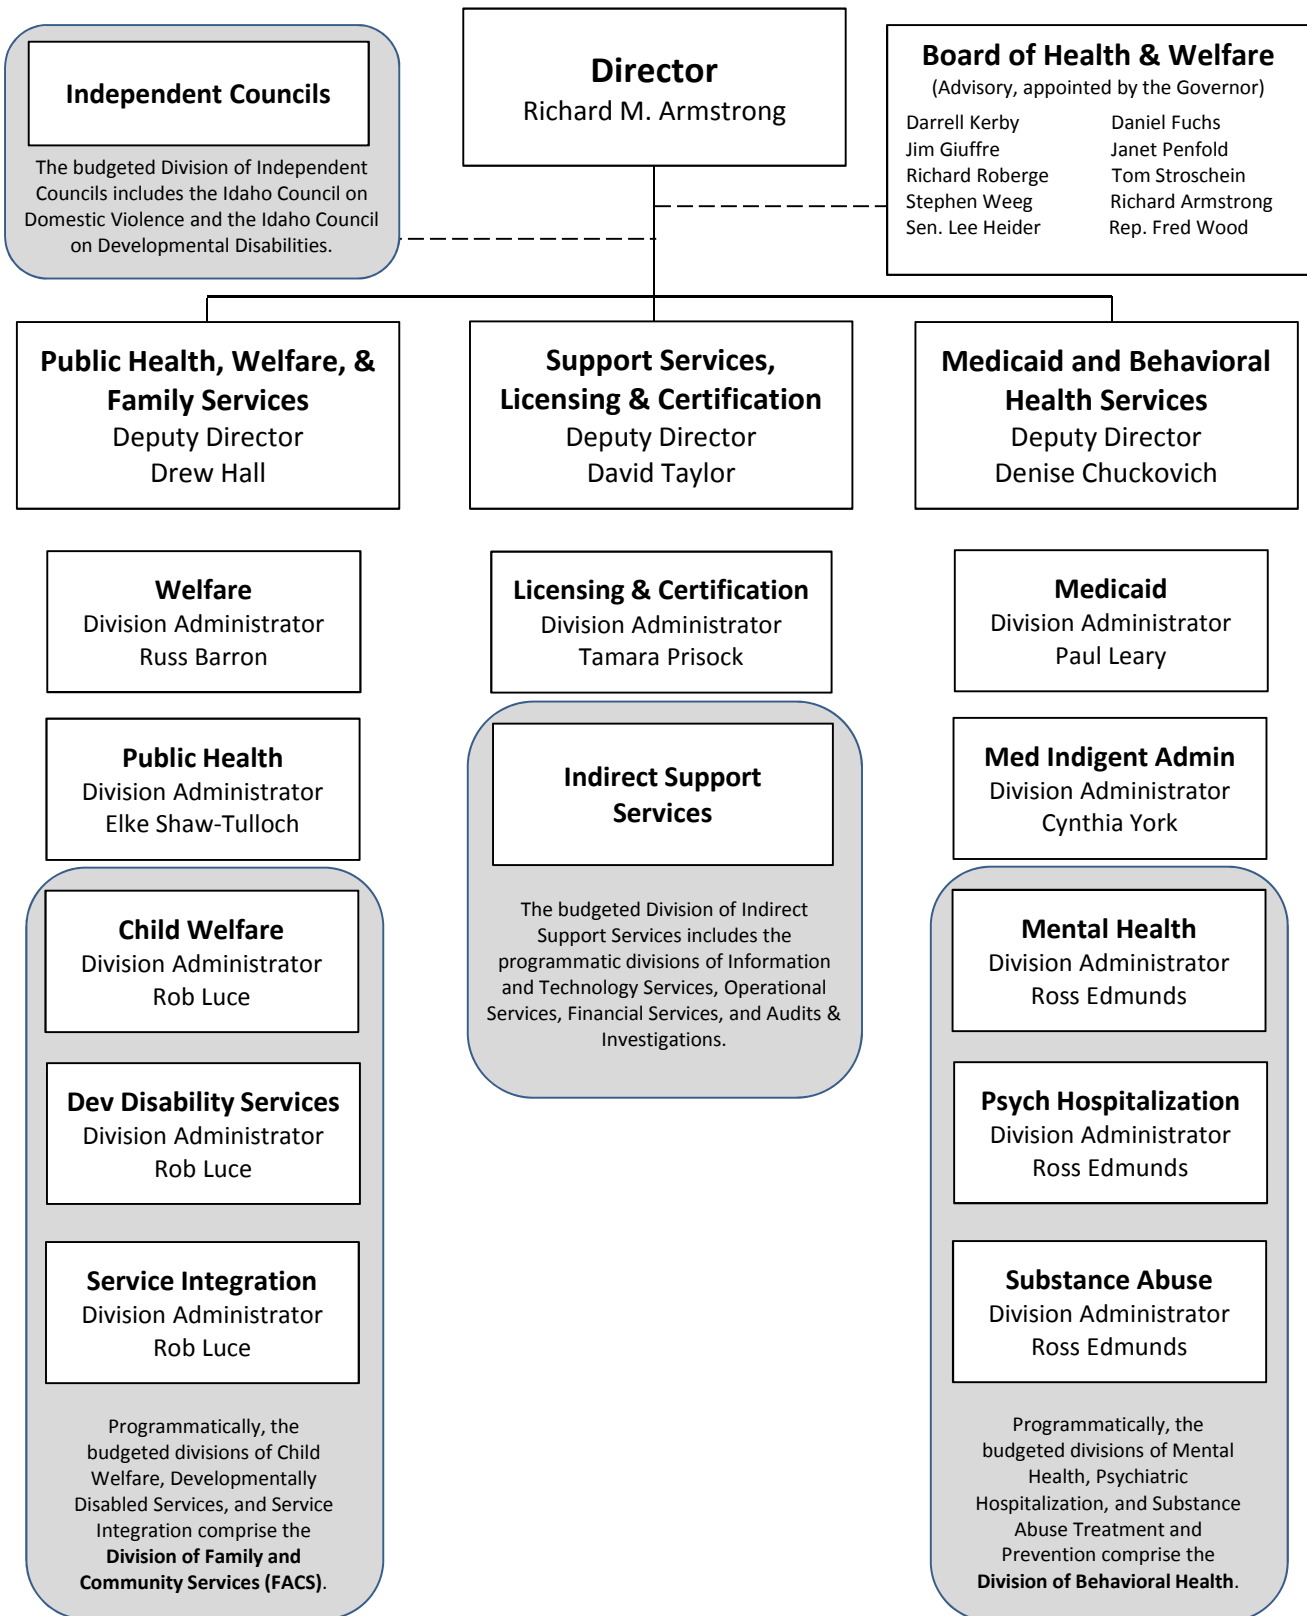 Independent Councils
The budgeted Division of Independent
Councils includes the Idaho Council on
Domestic Violence and the Idaho Council
on Developmental Disabilities.
Director
Richard M. Armstrong
Board of Health & Welfare
(Advisory, appointed by the Governor)
Darrell Kerby Daniel Fuchs
Jim Giuffre Janet Penfold
Richard Roberge Tom Stroschein
Stephen Weeg Richard Armstrong
Sen. Lee Heider Rep. Fred Wood
Public Health, Welfare, &
Family Services
Deputy Director
Drew Hall
Support Services,
Licensing & Certification
Deputy Director
David Taylor
Medicaid and Behavioral
Health Services
Deputy Director
Denise Chuckovich
Welfare
Division Administrator
Russ Barron
Public Health
Division Administrator
Elke Shaw-Tulloch
Child Welfare
Division Administrator
Rob Luce
Dev Disability Services
Division Administrator
Rob Luce
Service Integration
Division Administrator
Rob Luce
Programmatically, the
budgeted divisions of Child
Welfare, Developmentally
Disabled Services, and Service
Integration comprise the
Division of Family and
Community Services (FACS).
Licensing & Certification
Division Administrator
Tamara Prisock
Indirect Support
Services
The budgeted Division of Indirect
Support Services includes the
programmatic divisions of Information
and Technology Services, Operational
Services, Financial Services, and Audits &
Investigations.
Medicaid
Division Administrator
Paul Leary
Med Indigent Admin
Division Administrator
Cynthia York
Mental Health
Division Administrator
Ross Edmunds
Psych Hospitalization
Division Administrator
Ross Edmunds
Substance Abuse
Division Administrator
Ross Edmunds
Programmatically, the
budgeted divisions of Mental
Health, Psychiatric
Hospitalization, and Substance
Abuse Treatment and
Prevention comprise the
Division of Behavioral Health.